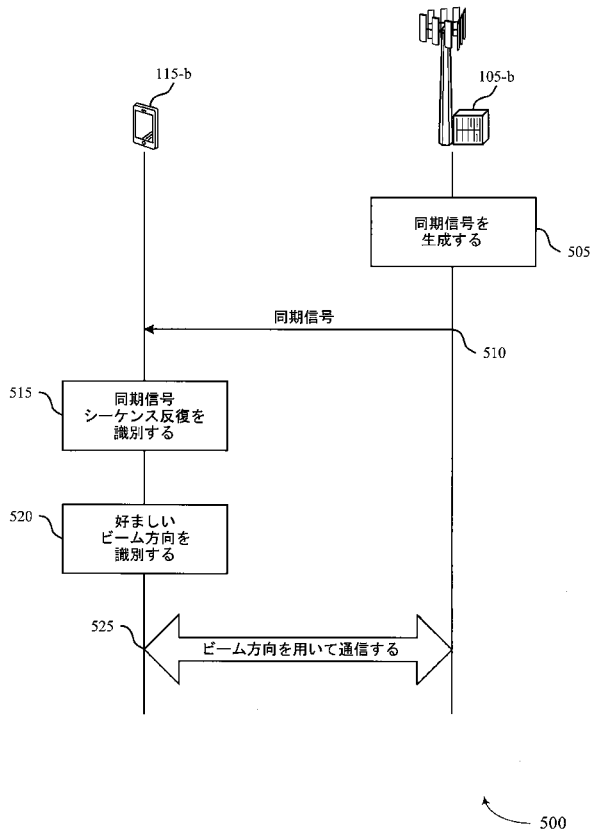 115-b
105-b
同期信号を
生成する
505
同期信号
510
515
同期信号
シーケンス反復を
識別する
520
好ましい
ビーム方向を
識別する
525
ビーム方向を用いて通信する
500